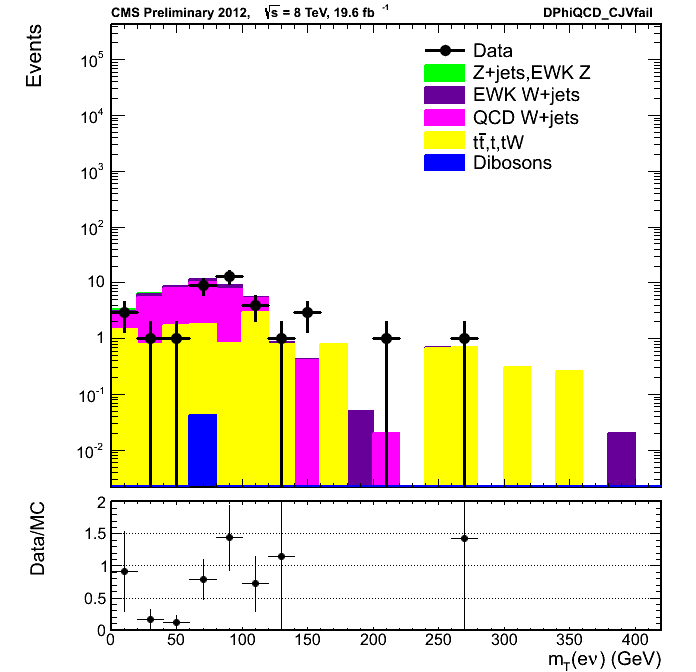 CMS Preliminary 2012, √s = 8 TeV, 19.6 fb⁻¹ DPhiQCD_CJVfail
Events
10⁵
10⁴
10³
10²
10
1
10⁻¹
10⁻²
Data
Z+jets,EWK Z
EWK W+jets
QCD W+jets
tt̅,t,tW
Dibosons
Data/MC
2
1.5
1
0.5
0
0 50 100 150 200 250 300 350 400
m_T(eν) (GeV)